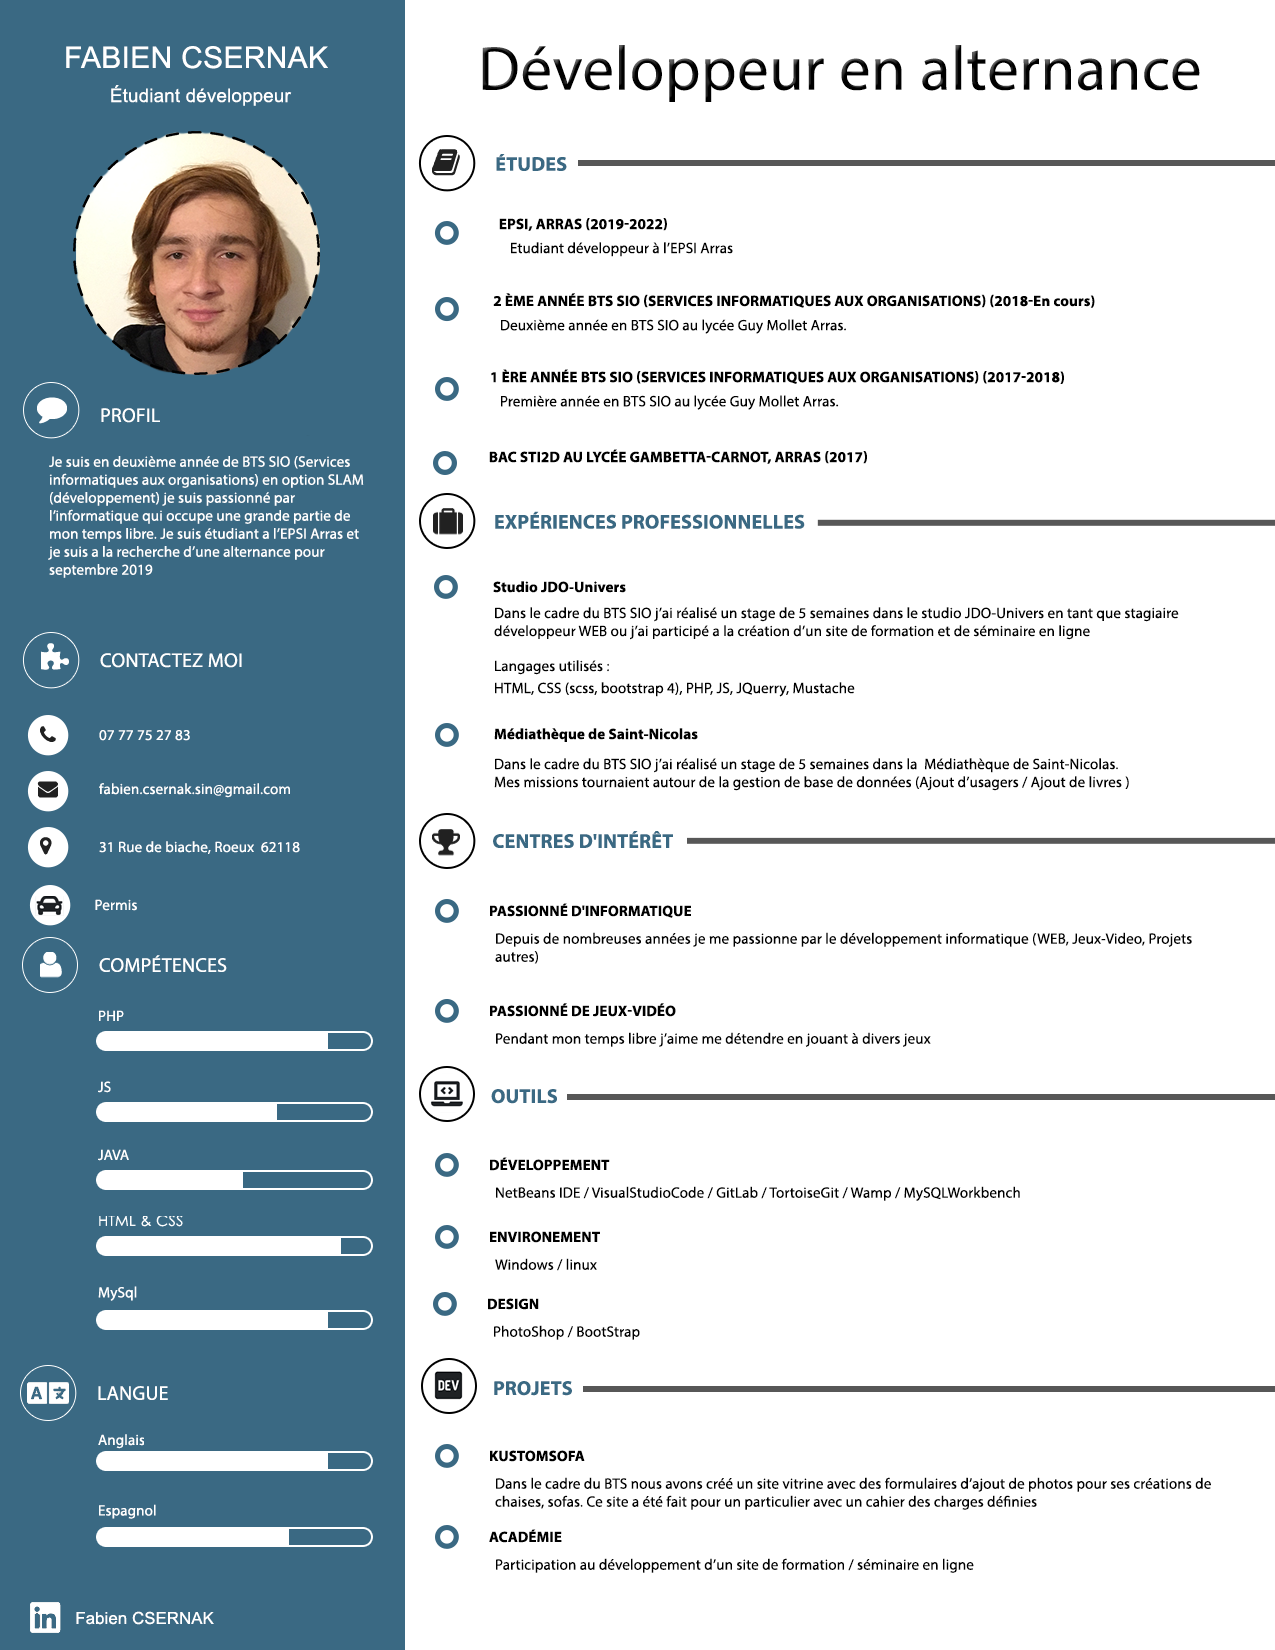 FABIEN CSERNAK
Étudiant développeur
PROFIL
Je suis en deuxième année de BTS SIO (Services
informatiques aux organisations) en option SLAM
(développement) je suis passionné par
l'informatique qui occupe une grande partie de
mon temps libre. Je suis étudiant a l'EPSI Arras et
je suis a la recherche d'une alternance pour
septembre 2019
CONTACTEZ MOI
07 77 75 27 83
fabien.csernak.sin@gmail.com
31 Rue de biache, Roeux 62118
Permis
COMPÉTENCES
PHP
JS
JAVA
HTML & CSS
MySql
LANGUE
Anglais
Espagnol
in Fabien CSERNAK
Développeur en alternance
ÉTUDES
EPSI, ARRAS (2019-2022)
Etudiant développeur à l'EPSI Arras
2 ÈME ANNÉE BTS SIO (SERVICES INFORMATIQUES AUX ORGANISATIONS) (2018-En cours)
Deuxième année en BTS SIO au lycée Guy Mollet Arras.
1 ÈRE ANNÉE BTS SIO (SERVICES INFORMATIQUES AUX ORGANISATIONS) (2017-2018)
Première année en BTS SIO au lycée Guy Mollet Arras.
BAC STI2D AU LYCÉE GAMBETTA-CARNOT, ARRAS (2017)
EXPÉRIENCES PROFESSIONNELLES
Studio JDO-Univers
Dans le cadre du BTS SIO j'ai réalisé un stage de 5 semaines dans le studio JDO-Univers en tant que stagiaire
développeur WEB ou j'ai participé a la création d'un site de formation et de séminaire en ligne
Langages utilisés :
HTML, CSS (scss, bootstrap 4), PHP, JS, JQuerry, Mustache
Médiathèque de Saint-Nicolas
Dans le cadre du BTS SIO j'ai réalisé un stage de 5 semaines dans la Médiathèque de Saint-Nicolas.
Mes missions tournaient autour de la gestion de base de données (Ajout d'usagers / Ajout de livres )
CENTRES D'INTÉRÊT
PASSIONNÉ D'INFORMATIQUE
Depuis de nombreuses années je me passionne par le développement informatique (WEB, Jeux-Video, Projets
autres)
PASSIONNÉ DE JEUX-VIDÉO
Pendant mon temps libre j'aime me détendre en jouant à divers jeux
OUTILS
DÉVELOPPEMENT
NetBeans IDE / VisualStudioCode / GitLab / TortoiseGit / Wamp / MySQLWorkbench
ENVIRONEMENT
Windows / linux
DESIGN
PhotoShop / BootStrap
DEV
PROJETS
KUSTOMSOFA
Dans le cadre du BTS nous avons créé un site vitrine avec des formulaires d'ajout de photos pour ses créations de
chaises, sofas. Ce site a été fait pour un particulier avec un cahier des charges définies
ACADÉMIE
Participation au développement d'un site de formation / séminaire en ligne